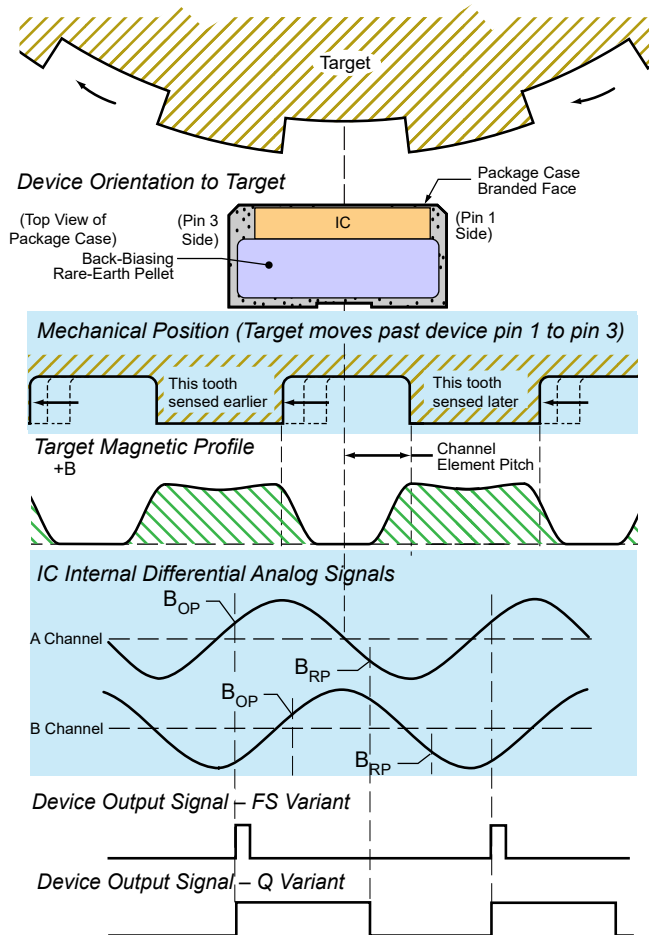 Target
Device Orientation to Target
Package Case
Branded Face
(Top View of
Package Case)
(Pin 3
Side)
IC
(Pin 1
Side)
Back-Biasing
Rare-Earth Pellet
Mechanical Position (Target moves past device pin 1 to pin 3)
This tooth
sensed earlier
This tooth
sensed later
Target Magnetic Profile
+B
Channel
Element Pitch
IC Internal Differential Analog Signals
BOP
A Channel
BRP
BOP
B Channel
BRP
Device Output Signal – FS Variant
Device Output Signal – Q Variant